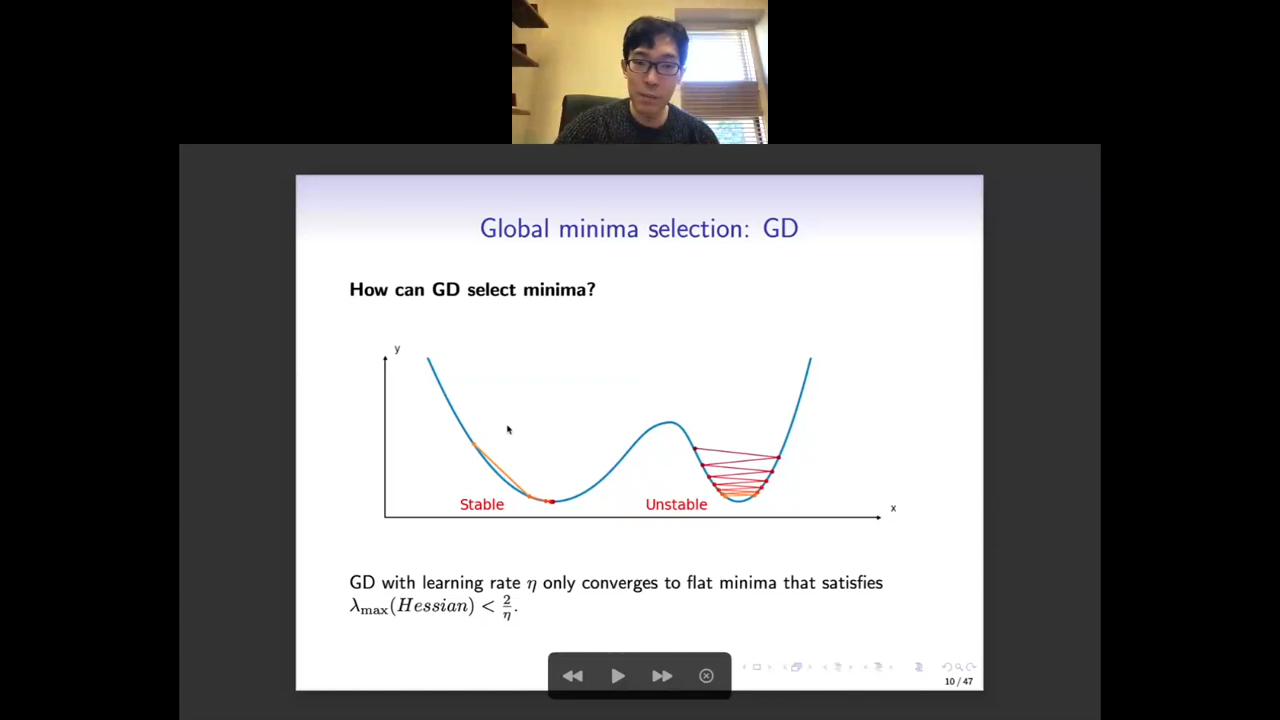 Global minima selection: GD
How can GD select minima?
y
Stable
Unstable
x
GD with learning rate η only converges to flat minima that satisfies
λmax(Hessian) < 2/η.
10 / 47